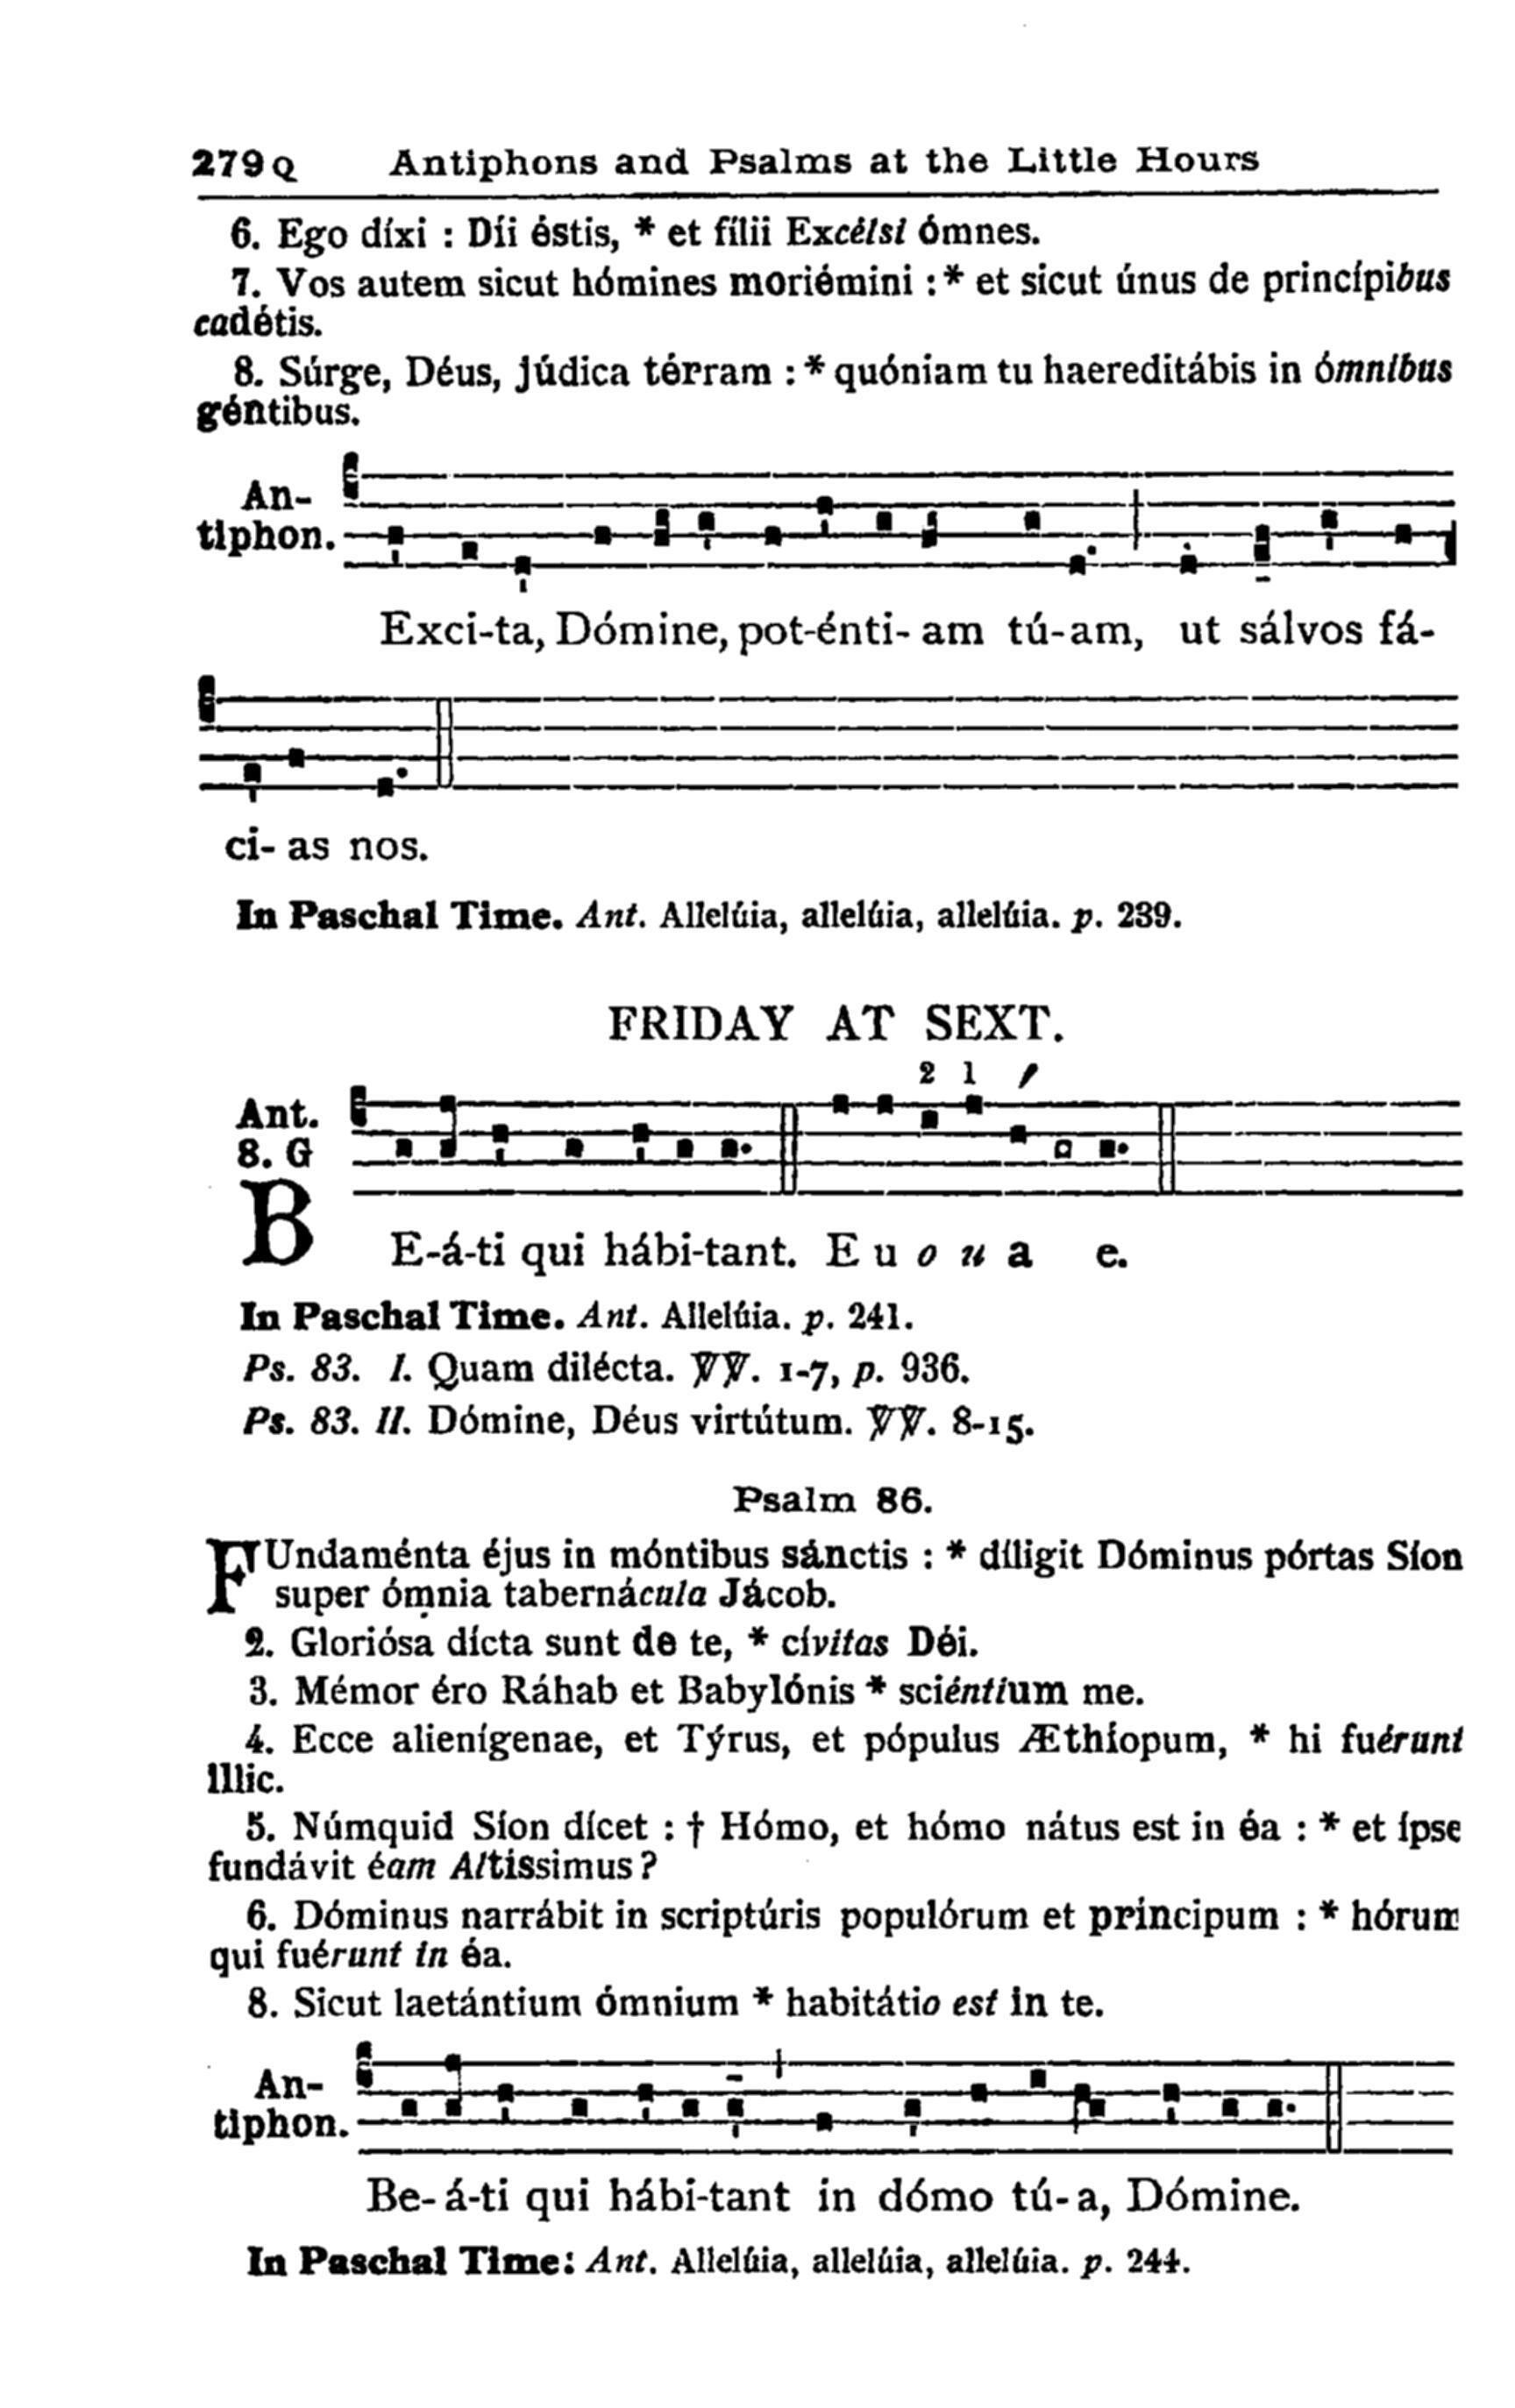 279Q Antiphons and Psalms at the Little Hours
6. Ego díxi : Díi éstis, * et fílii Excélsi ómnes.
7. Vos autem sicut hómines moriémini : * et sicut únus de princípibus
cadétis.
8. Súrge, Déus, júdica térram : * quóniam tu haereditábis in ómnibus
géntibus.
An-
tiphon.
Exci-ta, Dómine, pot-énti- am tú-am, ut sálvos fá-
ci- as nos.
In Paschal Time. Ant. Allelúia, allelúia, allelúia. p. 239.
FRIDAY AT SEXT.
2 1
Ant.
8. G
BE-á-ti qui hábi-tant. E u o u a e.
In Paschal Time. Ant. Allelúia. p. 241.
Ps. 83. I. Quam dilécta. ℣℣. 1-7, p. 936.
Ps. 83. II. Dómine, Déus virtútum. ℣℣. 8-15.
Psalm 86.
FUndaménta éjus in móntibus sánctis : * díligit Dóminus pórtas Síon
super ómnia tabernácula Jácob.
2. Gloriósa dícta sunt de te, * cívitas Déi.
3. Mémor éro Ráhab et Babylónis * sciéntium me.
4. Ecce alienígenae, et Týrus, et pópulus Æthíopum, * hi fuérunt
íllic.
5. Númquid Síon dícet : † Hómo, et hómo nátus est in éa : * et ípse
fundávit éam Altíssimus ?
6. Dóminus narrábit in scriptúris populórum et príncipum : * hórum
qui fuérunt in éa.
8. Sicut laetántium ómnium * habitátio est in te.
An-
tiphon.
Be- á-ti qui hábi-tant in dómo tú- a, Dómine.
In Paschal Time: Ant. Allelúia, allelúia, allelúia. p. 244.